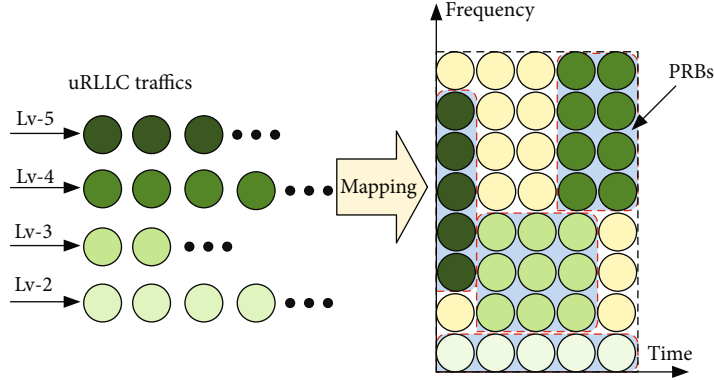 Frequency
uRLLC traffics
PRBs
Lv-5
Lv-4
Mapping
Lv-3
Lv-2
Time